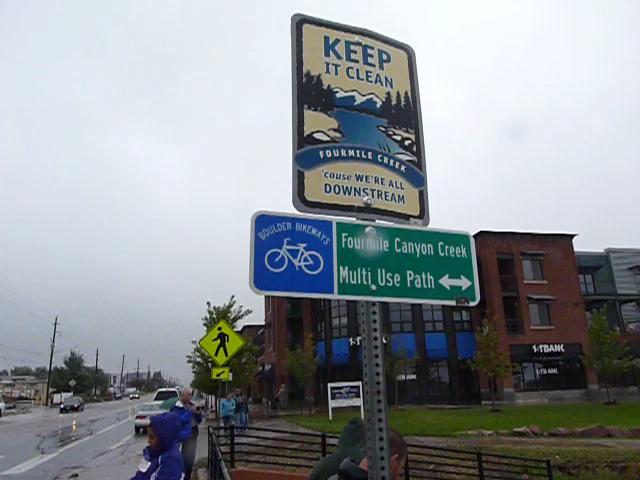 KEEP
IT CLEAN
FOURMILE CREEK
'cause WE'RE ALL
DOWNSTREAM
BOULDER BIKEWAYS
Fourmile Canyon Creek
Multi Use Path
1STBANK
1STBANK